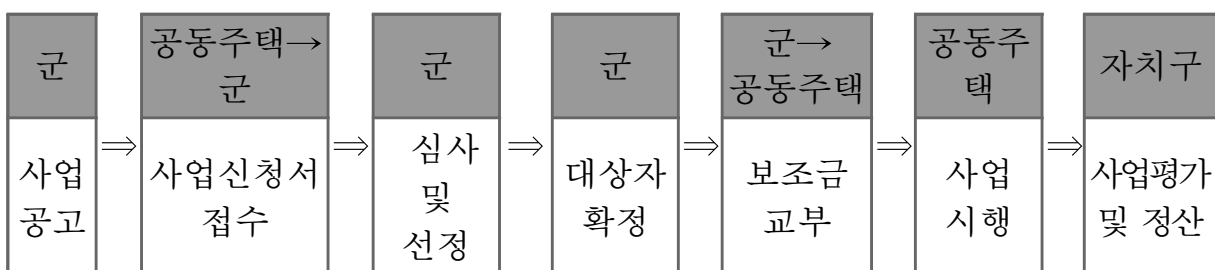 군
사업
공고
⇒
공동주택→
군
사업신청서
접수
⇒
군
심사
및
선정
⇒
군
대상자
확정
⇒
군→
공동주택
보조금
교부
⇒
공동주
택
사업
시행
⇒
자치구
사업평가
및 정산